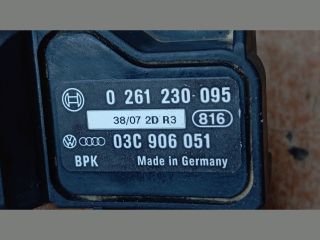 0 261 230 095
38/07 2D R3 816
03C 906 051
BPK Made in Germany